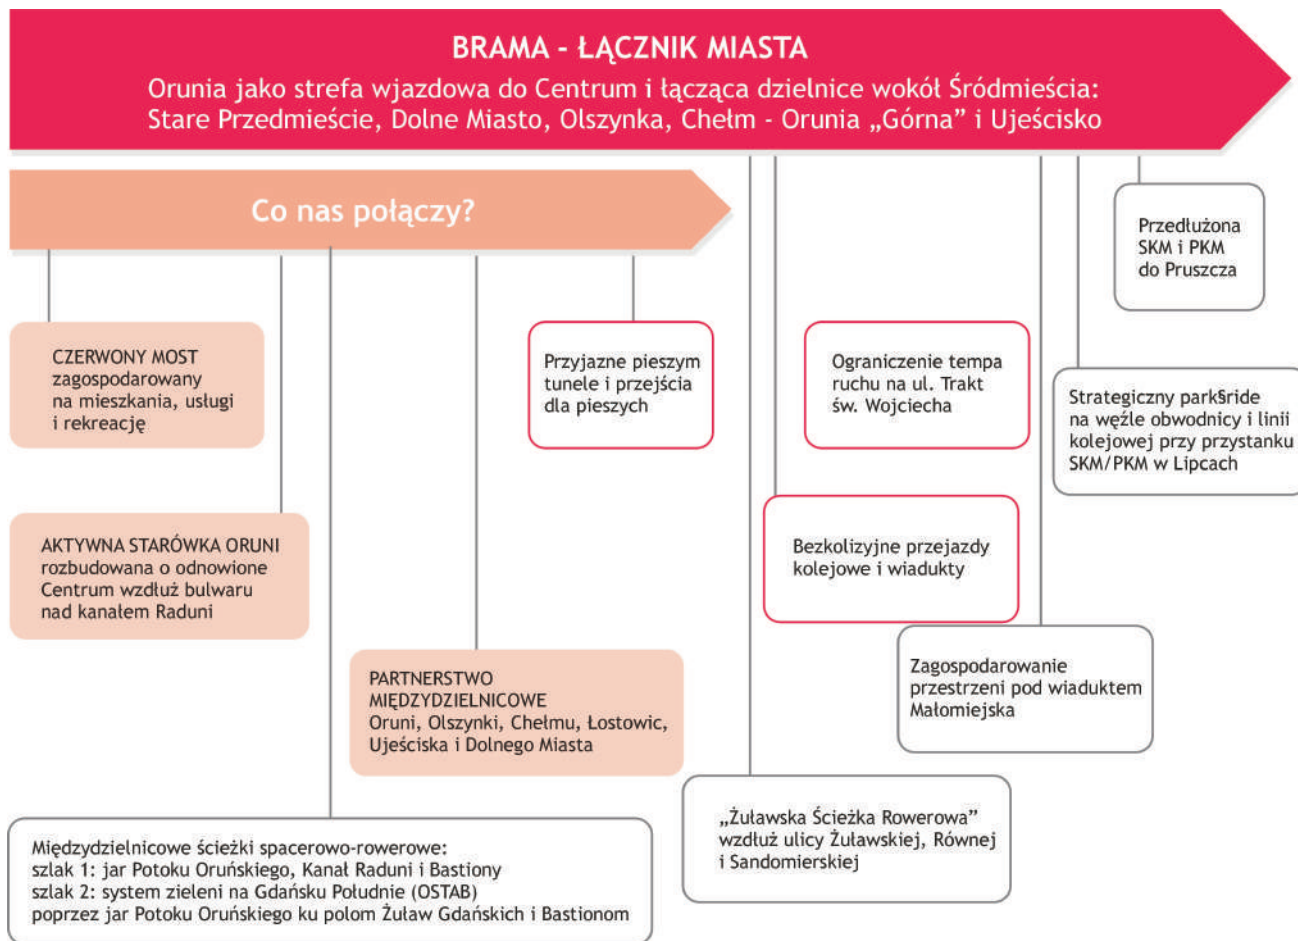 BRAMA - ŁĄCZNIK MIASTA
Orunia jako strefa wjazdowa do Centrum i łącząca dzielnice wokół Śródmieścia:
Stare Przedmieście, Dolne Miasto, Olszynka, Chełm - Orunia „Górna” i Ujeścisko
Co nas połączy?
Przedłużona
SKM i PKM
do Pruszcza
CZERWONY MOST
zagospodarowany
na mieszkania, usługi
i rekreację
Przyjazne pieszym
tunele i przejścia
dla pieszych
Ograniczenie tempa
ruchu na ul. Trakt
św. Wojciecha
Strategiczny park§ride
na węźle obwodnicy i linii
kolejowej przy przystanku
SKM/PKM w Lipcach
AKTYWNA STARÓWKA ORUNI
rozbudowana o odnowione
Centrum wzdłuż bulwaru
nad kanałem Raduni
Bezkolizyjne przejazdy
kolejowe i wiadukty
PARTNERSTWO
MIĘDZYDZIELNICOWE
Oruni, Olszynki, Chełmu, Łostowic,
Ujeściska i Dolnego Miasta
Zagospodarowanie
przestrzeni pod wiaduktem
Małomiejska
„Żuławska Ścieżka Rowerowa”
wzdłuż ulicy Żuławskiej, Równej
i Sandomierskiej
Międzydzielnicowe ścieżki spacerowo-rowerowe:
szlak 1: jar Potoku Oruńskiego, Kanał Raduni i Bastiony
szlak 2: system zieleni na Gdańsku Południe (OSTAB)
poprzez jar Potoku Oruńskiego ku polom Żuław Gdańskich i Bastionom